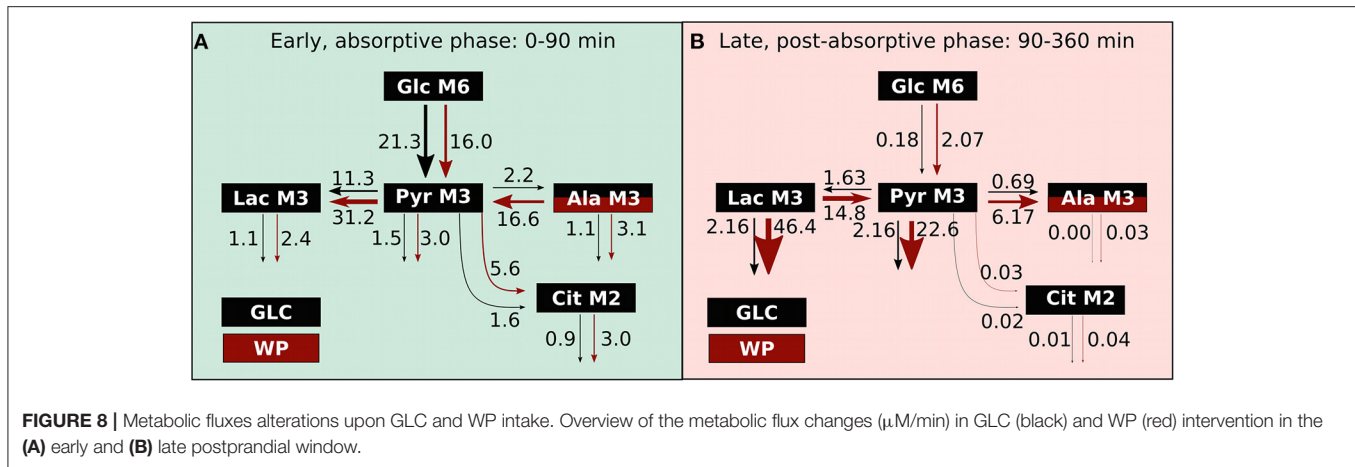 A Early, absorptive phase: 0-90 min
Glc M6
21.3 16.0
11.3 2.2
Lac M3 Pyr M3 Ala M3
31.2 16.6
1.1 2.4 1.5 3.0 1.1 3.1
5.6
Cit M2
1.6
GLC
0.9 3.0
WP
B Late, post-absorptive phase: 90-360 min
Glc M6
0.18 2.07
1.63 0.69
Lac M3 Pyr M3 Ala M3
14.8 6.17
2.16 46.4 2.16 22.6 0.00 0.03
0.03
Cit M2
0.02
GLC
0.01 0.04
WP
FIGURE 8 | Metabolic fluxes alterations upon GLC and WP intake. Overview of the metabolic flux changes (μM/min) in GLC (black) and WP (red) intervention in the
(A) early and (B) late postprandial window.